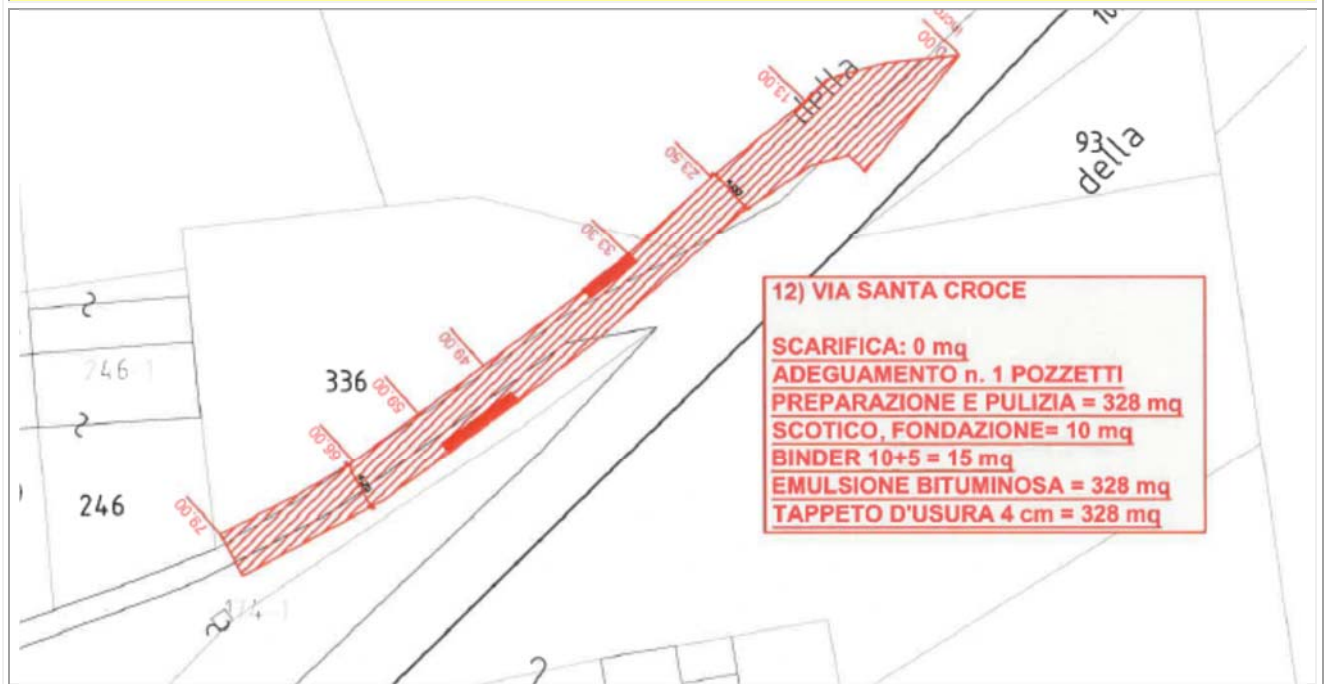 0.00
della
13.00
23.50
93
della
33.30
12) VIA SANTA CROCE
SCARIFICA: 0 mq
ADEGUAMENTO n. 1 POZZETTI
PREPARAZIONE E PULIZIA = 328 mq
SCOTICO, FONDAZIONE= 10 mq
BINDER 10+5 = 15 mq
EMULSIONE BITUMINOSA = 328 mq
TAPPETO D'USURA 4 cm = 328 mq
49.00
246
336
59.00
66.00
246
79.00